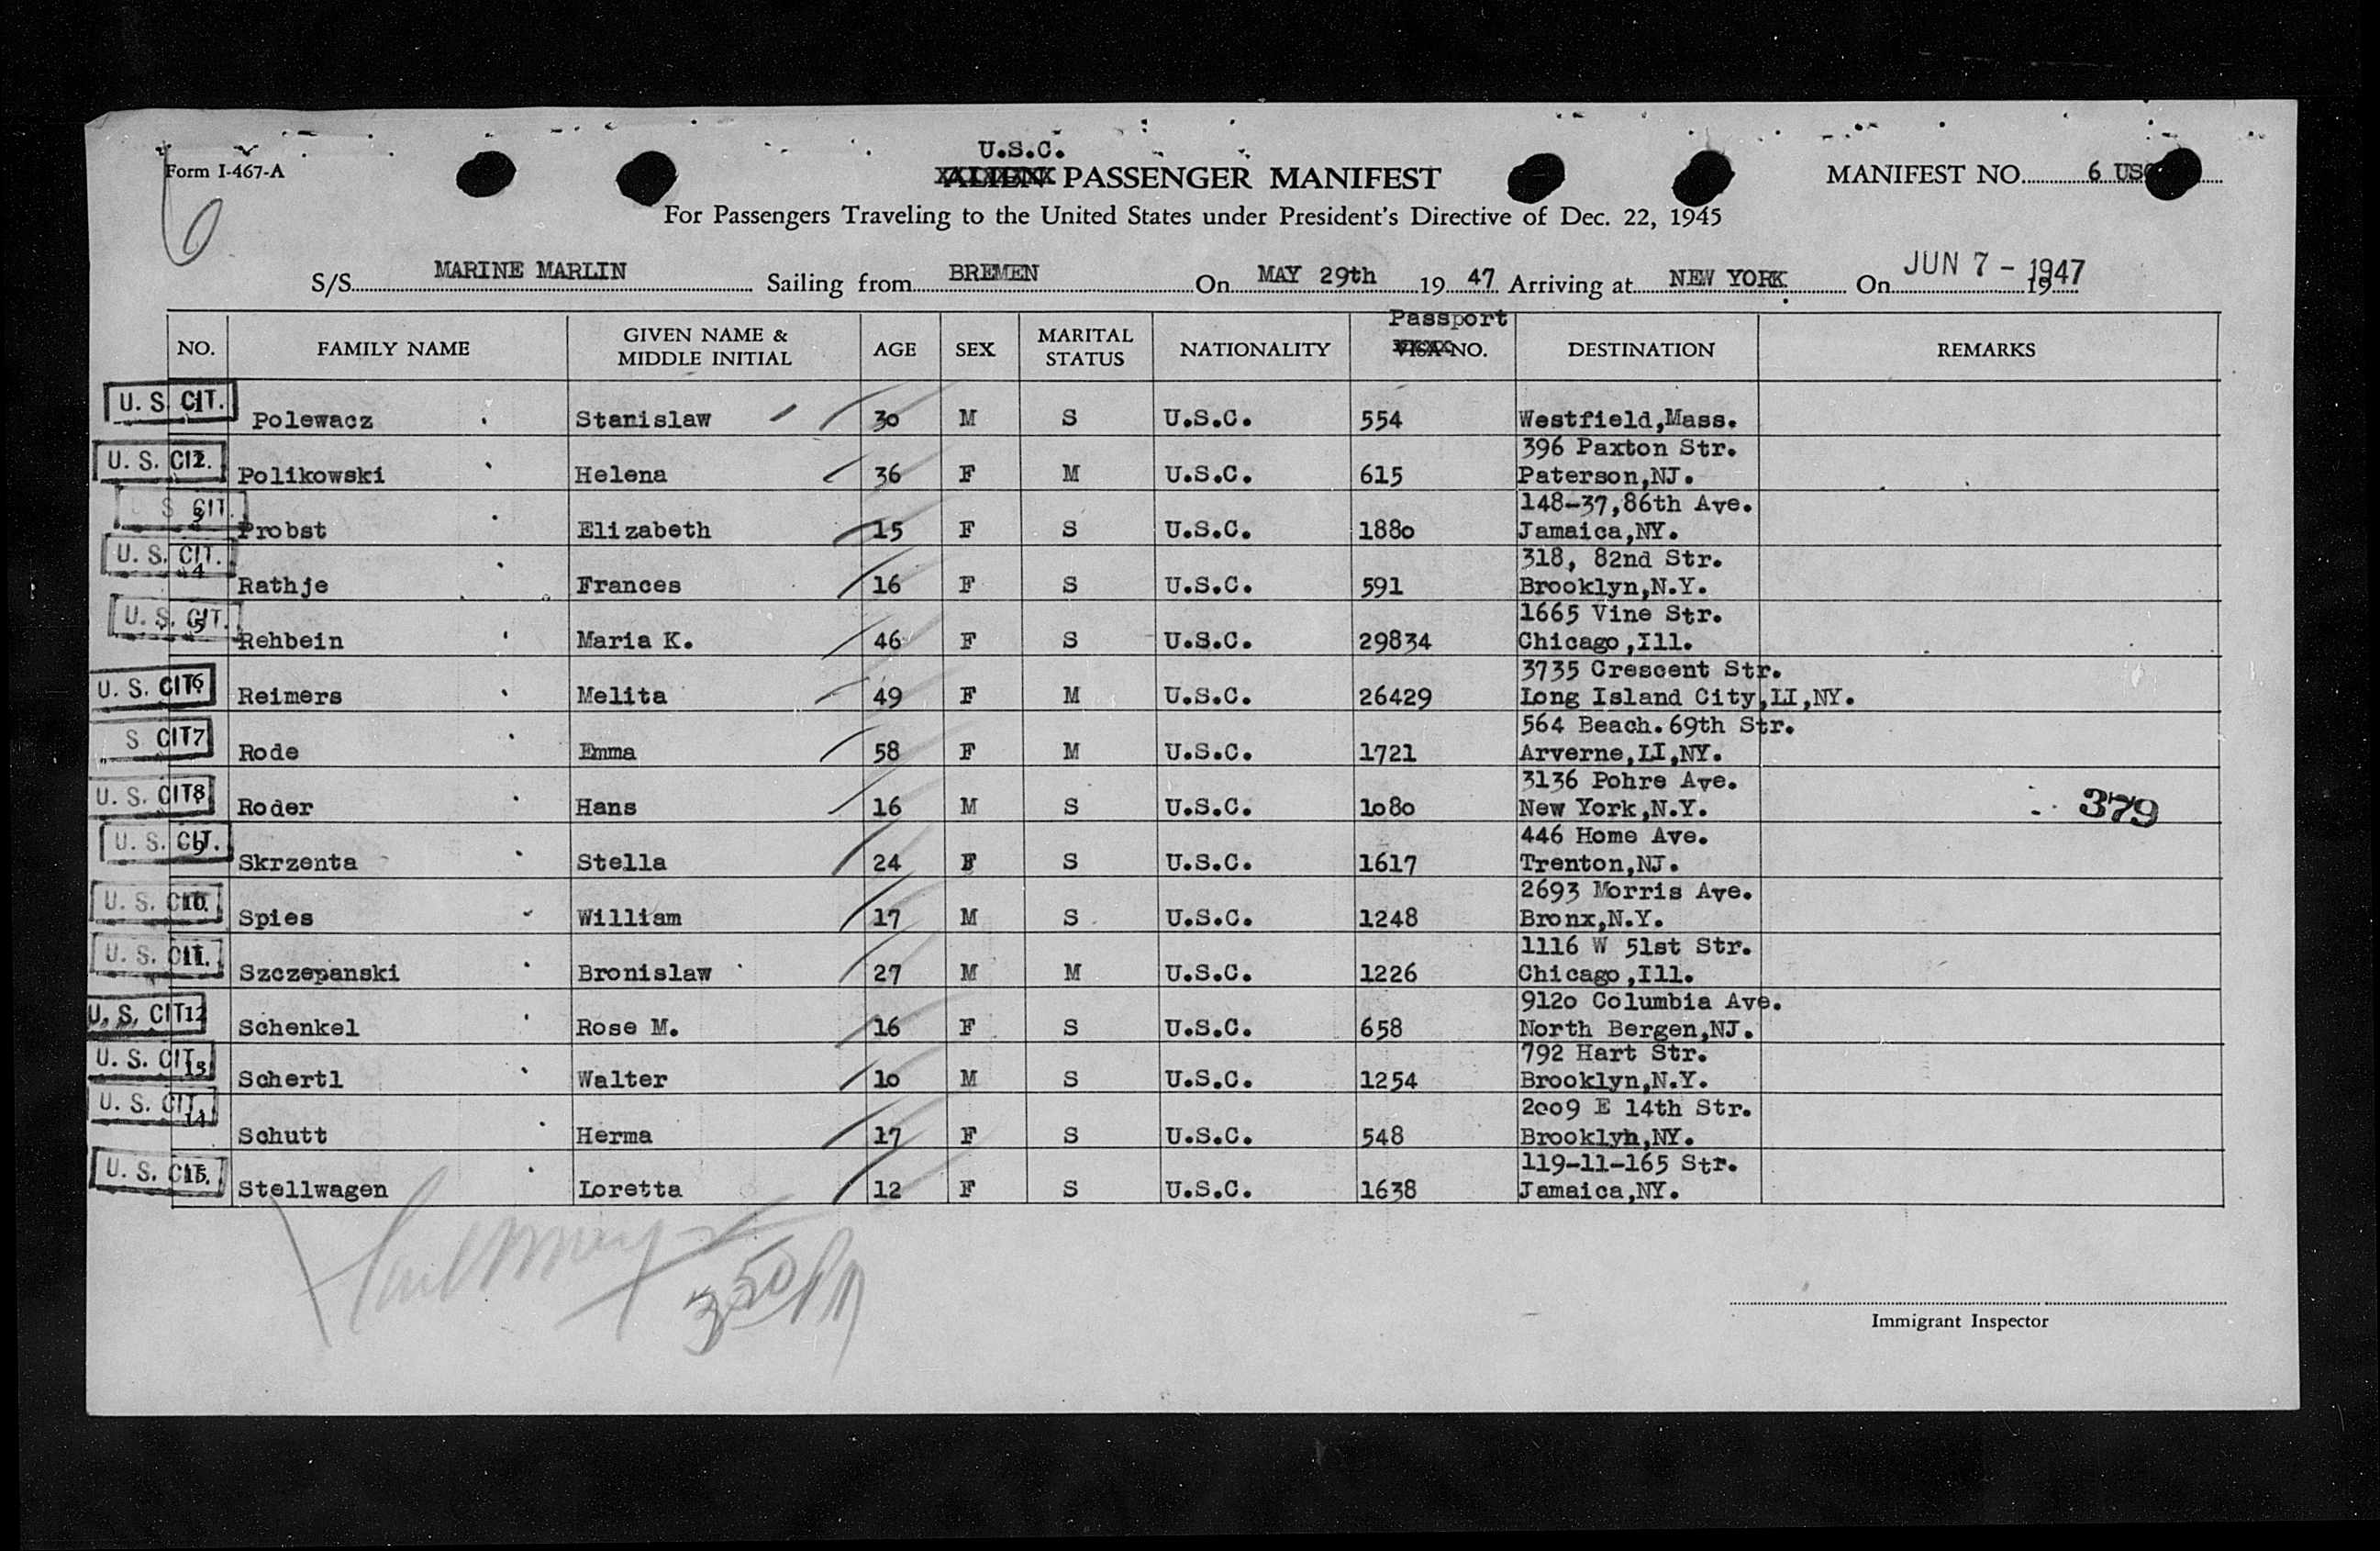 Form I-467-A
6
U.S.C.
ALIEN PASSENGER MANIFEST
MANIFEST NO. 6 USC
For Passengers Traveling to the United States under President's Directive of Dec. 22, 1945
S/S MARINE MARLIN Sailing from BREMEN On MAY 29th 19 47 Arriving at NEW YORK On JUN 7 - 1947 19
NO. FAMILY NAME GIVEN NAME & MIDDLE INITIAL AGE SEX MARITAL STATUS NATIONALITY Passport VISA NO. DESTINATION REMARKS
U. S. CIT. 1 Polewacz Stanislaw 30 M S U.S.C. 554 Westfield,Mass.
396 Paxton Str.
U. S. CIT. 2 Polikowski Helena 36 F M U.S.C. 615 Paterson,NJ.
148-37,86th Ave.
U S CIT. 3 Probst Elizabeth 15 F S U.S.C. 1880 Jamaica,NY.
318, 82nd Str.
U. S. CIT. 4 Rathje Frances 16 F S U.S.C. 591 Brooklyn,N.Y.
1665 Vine Str.
U. S. CIT. 5 Rehbein Maria K. 46 F S U.S.C. 29834 Chicago,Ill.
3735 Crescent Str.
U. S. CIT. 6 Reimers Melita 49 F M U.S.C. 26429 Long Island City,LI,NY.
564 Beach.69th Str.
S CIT 7 Rode Emma 58 F M U.S.C. 1721 Arverne,LI,NY.
3136 Pohre Ave.
U. S. CIT 8 Roder Hans 16 M S U.S.C. 1080 New York,N.Y. 379
446 Home Ave.
U. S. CIT. 9 Skrzenta Stella 24 F S U.S.C. 1617 Trenton,NJ.
2693 Morris Ave.
U. S. CIT. 10 Spies William 17 M S U.S.C. 1248 Bronx,N.Y.
1116 W 51st Str.
U. S. CIT. 11 Szczepanski Bronislaw 27 M M U.S.C. 1226 Chicago,Ill.
9120 Columbia Ave.
U. S. CIT 12 Schenkel Rose M. 16 F S U.S.C. 658 North Bergen,NJ.
792 Hart Str.
U. S. CIT. 13 Schertl Walter 10 M S U.S.C. 1254 Brooklyn,N.Y.
2009 E 14th Str.
U. S. CIT. 14 Schutt Herma 17 F S U.S.C. 548 Brooklyn,NY.
119-11-165 Str.
U. S. CIT. 15 Stellwagen Loretta 12 F S U.S.C. 1638 Jamaica,NY.
350 PM
Immigrant Inspector